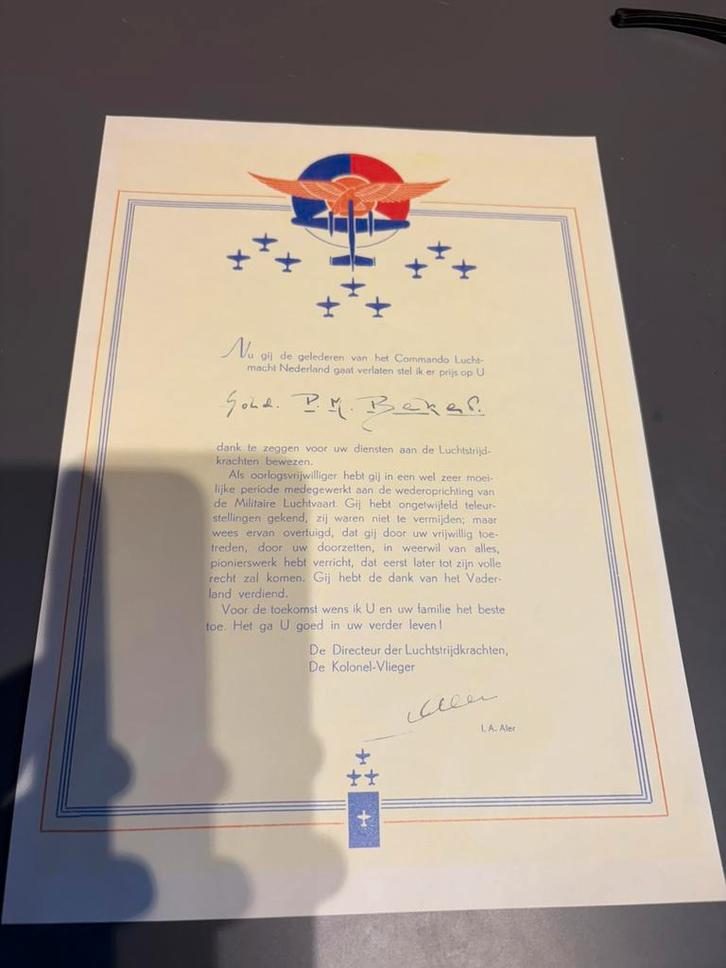 Nu gij de gelederen van het Commando Lucht-
macht Nederland gaat verlaten stel ik er prijs op U
Sold. P. M. Beker.
dank te zeggen voor uw diensten aan de Luchtstrijd-
krachten bewezen.
Als oorlogsvrijwilliger hebt gij in een wel zeer moei-
lijke periode medegewerkt aan de wederoprichting van
de Militaire Luchtvaart. Gij hebt ongetwijfeld teleur-
stellingen gekend, zij waren niet te vermijden; maar
wees ervan overtuigd, dat gij door uw vrijwillig toe-
treden, door uw doorzetten, in weerwil van alles,
pionierswerk hebt verricht, dat eerst later tot zijn volle
recht zal komen. Gij hebt de dank van het Vader-
land verdiend.
Voor de toekomst wens ik U en uw familie het beste
toe. Het ga U goed in uw verder leven!
De Directeur der Luchtstrijdkrachten,
De Kolonel-Vlieger
Aler
I. A. Aler